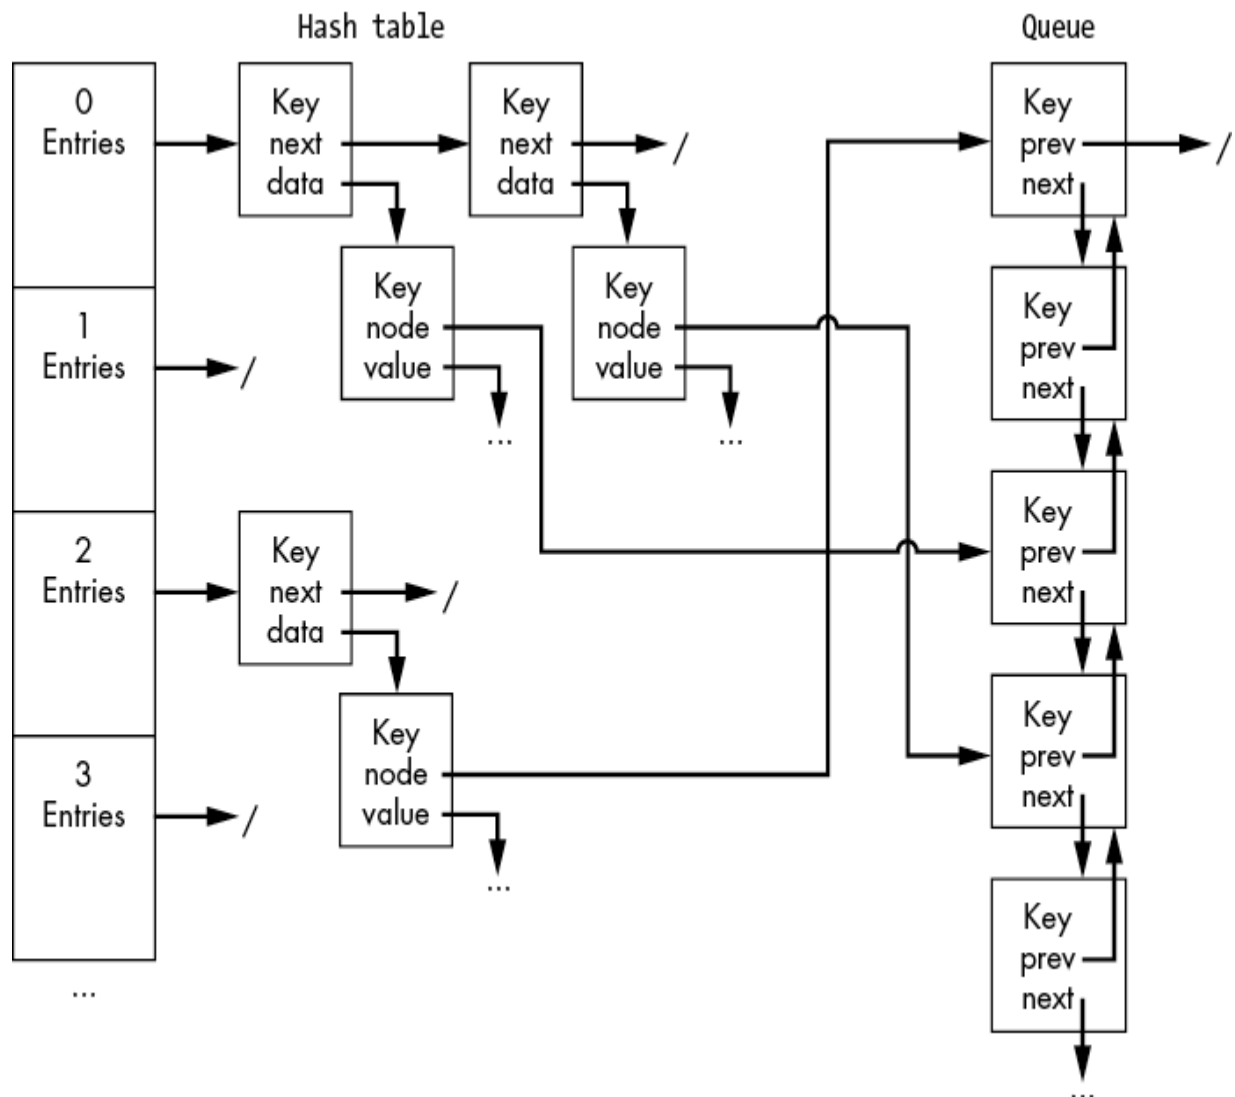 Hash table
Queue
0
Entries
Key
next
data
/
Key
next
data
/
Key
node
value
...
Key
node
value
...
1
Entries
/
2
Entries
Key
next
data
/
Key
node
value
...
3
Entries
/
...
Key
prev
next
/
Key
prev
next
Key
prev
next
Key
prev
next
Key
prev
next
...